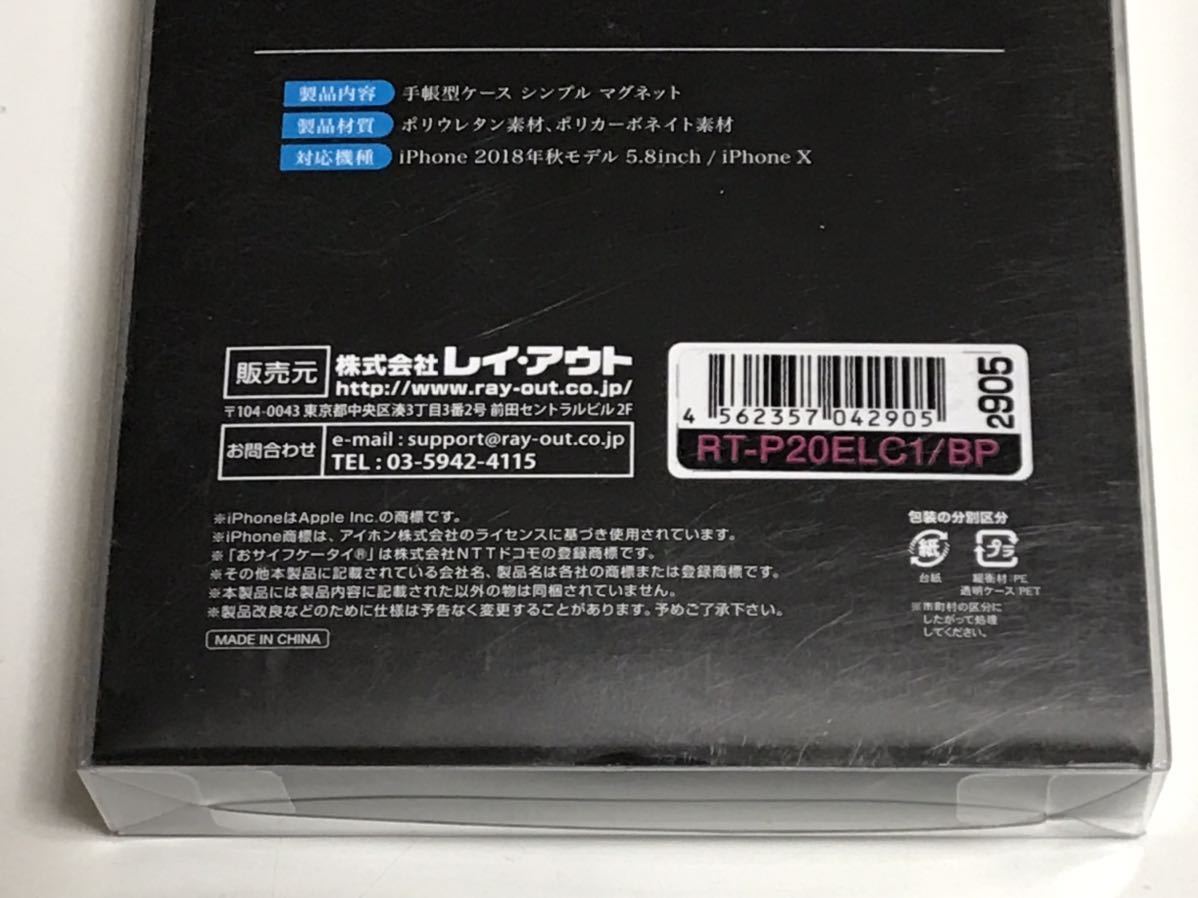 製品内容 手帳型ケース シンプル マグネット
製品材質 ポリウレタン素材、ポリカーボネイト素材
対応機種 iPhone 2018年秋モデル 5.8inch / iPhone X
販売元 株式会社 レイ・アウト
http://www.ray-out.co.jp/
〒104-0043 東京都中央区湊3丁目3番2号 前田セントラルビル2F
お問合わせ e-mail : support@ray-out.co.jp
TEL : 03-5942-4115
4 562357 042905
2905
RT-P20ELC1/BP
※iPhoneはApple Inc.の商標です。
※iPhone商標は、アイホン株式会社のライセンスに基づき使用されています。
※「おサイフケータイ®」は株式会社NTTドコモの登録商標です。
※その他本製品に記載されている会社名、製品名は各社の商標または登録商標です。
※本製品には製品内容に記載された以外の物は同梱されていません。
※製品改良などのために仕様は予告なく変更することがあります。予めご了承下さい。
MADE IN CHINA
包装の分別区分
紙 プラ
台紙 緩衝材:PE
透明ケース:PET
※市町村の区分に
したがって処理
してください。